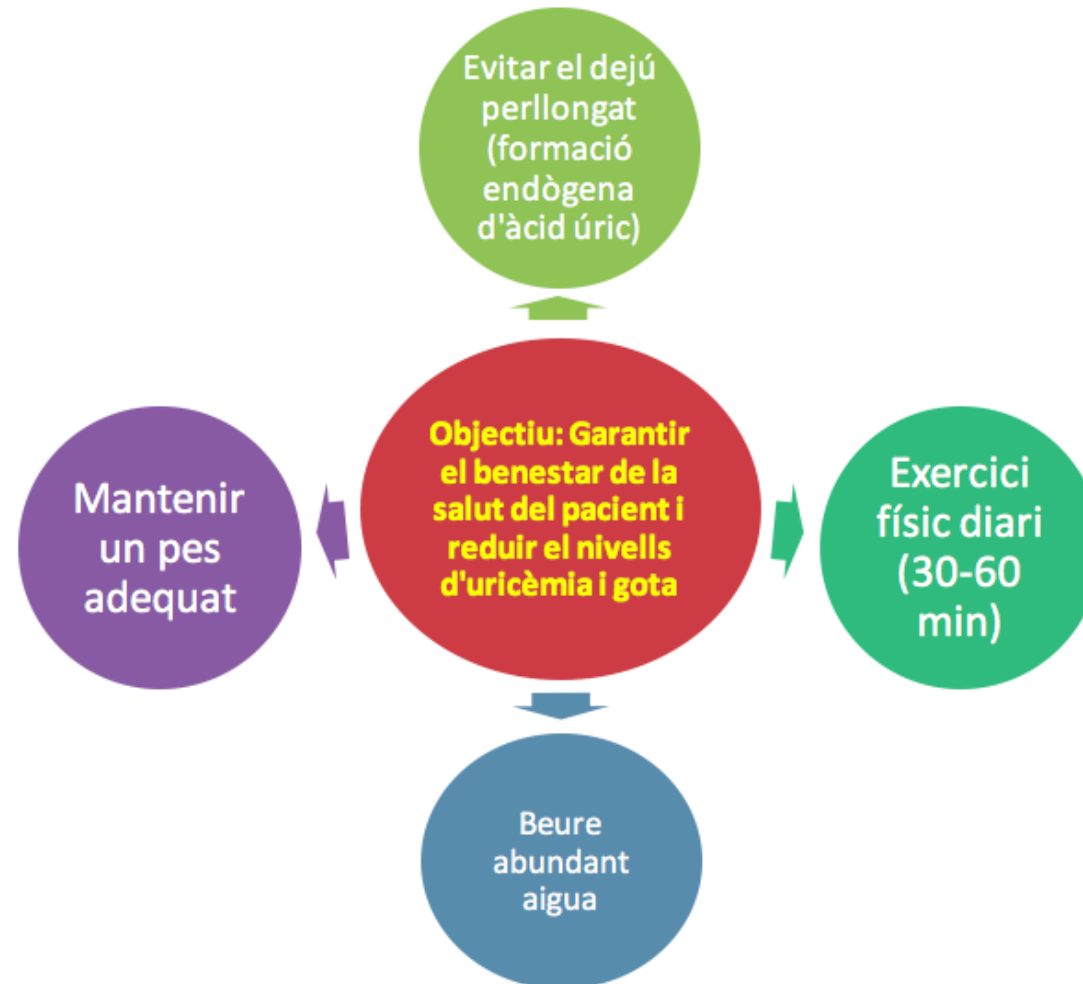 Evitar el dejú
perllongat
(formació
endògena
d'àcid úric)
Objectiu: Garantir
el benestar de la
salut del pacient i
reduir el nivells
d'uricèmia i gota
Mantenir
un pes
adequat
Exercici
físic diari
(30-60
min)
Beure
abundant
aigua